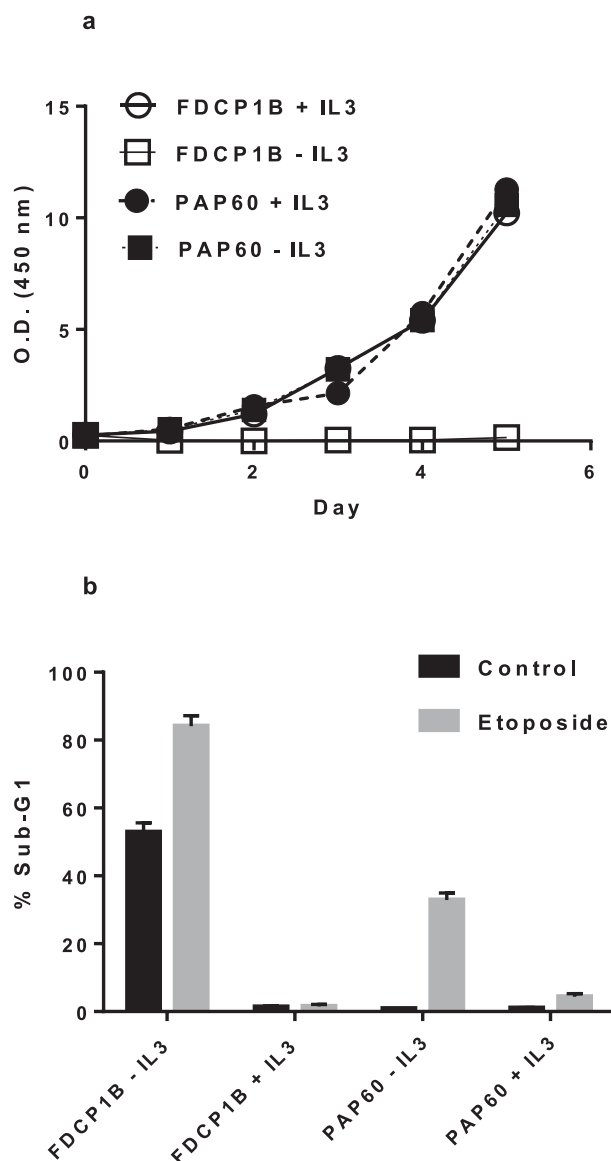 a
FDCP1B + IL3
FDCP1B - IL3
PAP60 + IL3
PAP60 - IL3
15
10
5
0
O.D. (450 nm)
0 2 4 6
Day
b
Control
Etoposide
100
80
60
40
20
0
% Sub-G1
FDCP1B - IL3
FDCP1B + IL3
PAP60 - IL3
PAP60 + IL3